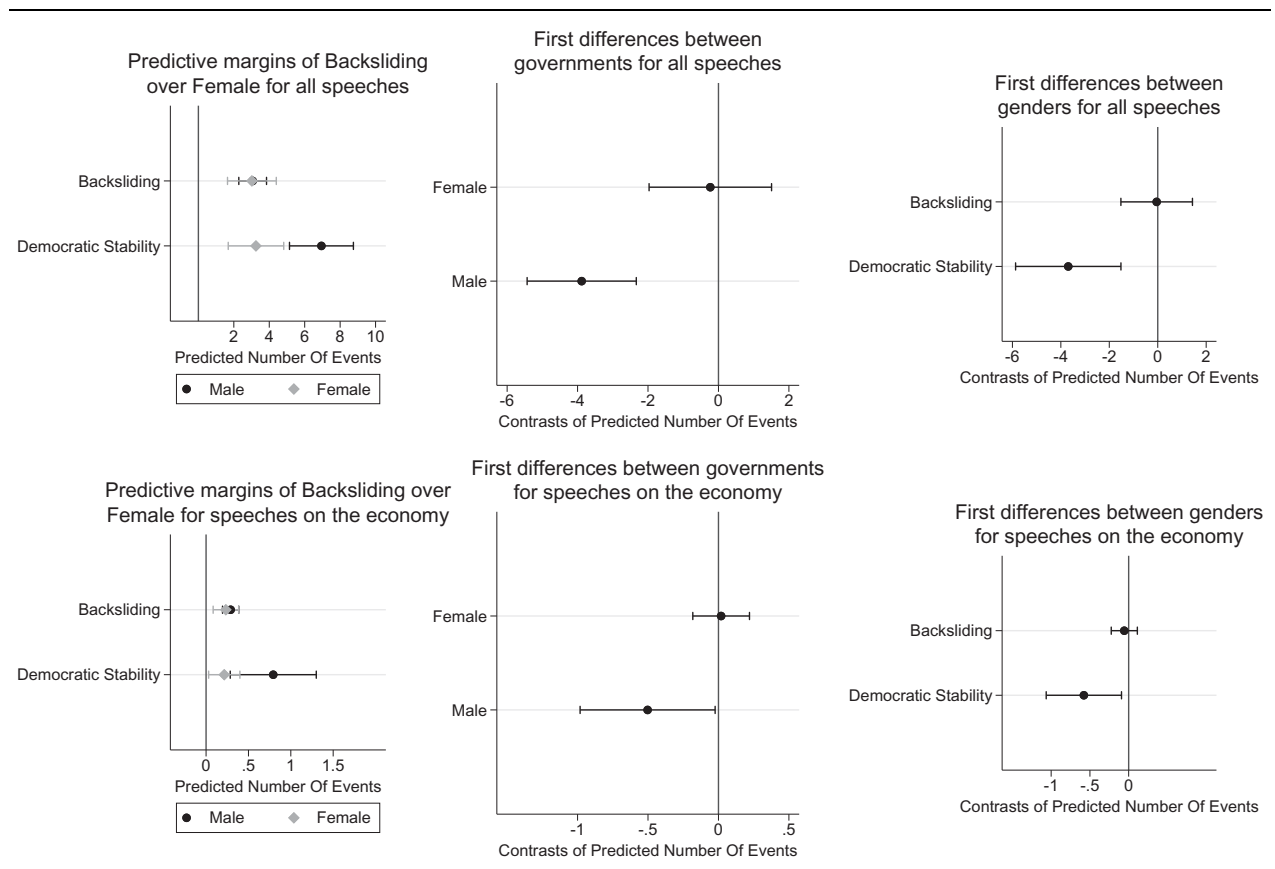 Predictive margins of Backsliding
over Female for all speeches
Backsliding
Democratic Stability
2 4 6 8 10
Predicted Number Of Events
Male Female
First differences between
governments for all speeches
Female
Male
-6 -4 -2 0 2
Contrasts of Predicted Number Of Events
First differences between
genders for all speeches
Backsliding
Democratic Stability
-6 -4 -2 0 2
Contrasts of Predicted Number Of Events
Predictive margins of Backsliding over
Female for speeches on the economy
Backsliding
Democratic Stability
0 .5 1 1.5
Predicted Number Of Events
Male Female
First differences between governments
for speeches on the economy
Female
Male
-1 -.5 0 .5
Contrasts of Predicted Number Of Events
First differences between genders
for speeches on the economy
Backsliding
Democratic Stability
-1 -.5 0
Contrasts of Predicted Number Of Events